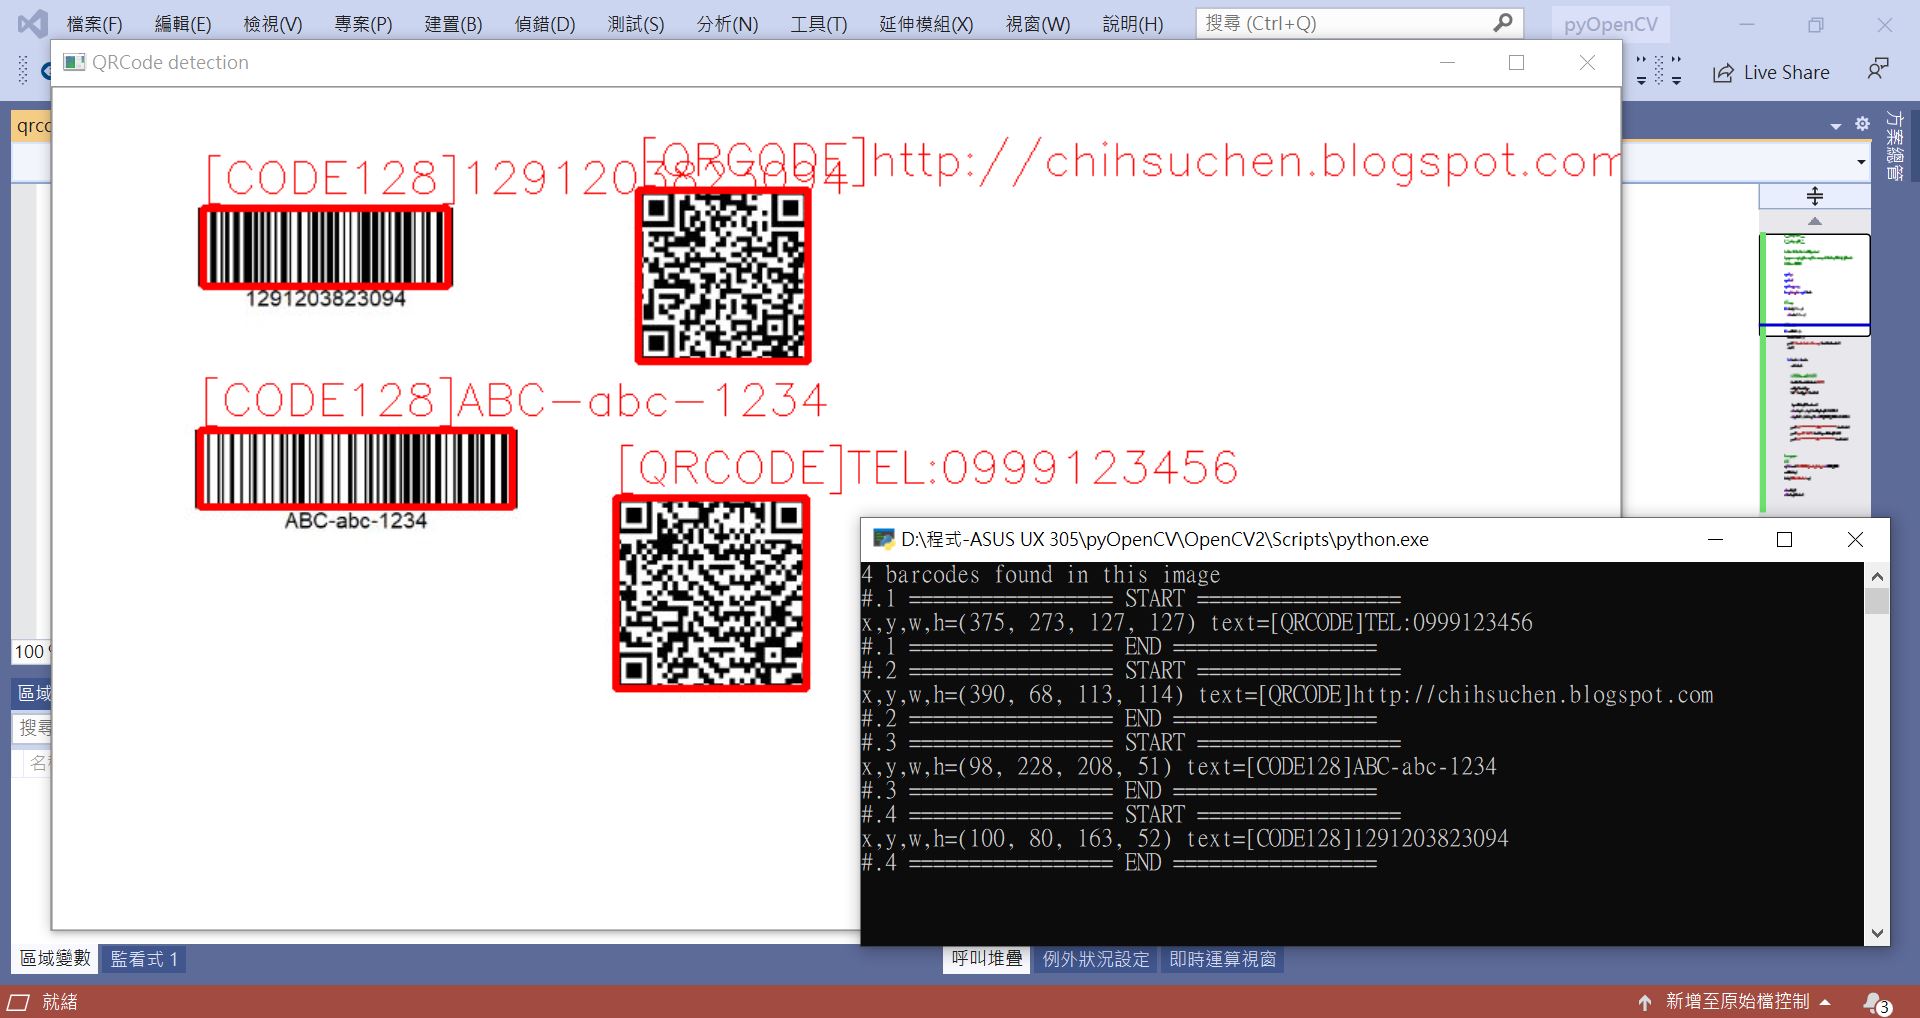 檔案(F) 編輯(E) 檢視(V) 專案(P) 建置(B) 偵錯(D) 測試(S) 分析(N) 工具(T) 延伸模組(X) 視窗(W) 說明(H) 搜尋 (Ctrl+Q) pyOpenCV
QRCode detection
Live Share
qrco
方案總管
[CODE128]1291203823094
[QRCODE]http://chihsuchen.blogspot.com
1291203823094
[CODE128]ABC-abc-1234
ABC-abc-1234
[QRCODE]TEL:0999123456
D:\程式-ASUS UX 305\pyOpenCV\OpenCV2\Scripts\python.exe
4 barcodes found in this image
#.1 ================= START =================
x,y,w,h=(375, 273, 127, 127) text=[QRCODE]TEL:0999123456
#.1 ================= END =================
#.2 ================= START =================
x,y,w,h=(390, 68, 113, 114) text=[QRCODE]http://chihsuchen.blogspot.com
#.2 ================= END =================
#.3 ================= START =================
x,y,w,h=(98, 228, 208, 51) text=[CODE128]ABC-abc-1234
#.3 ================= END =================
#.4 ================= START =================
x,y,w,h=(100, 80, 163, 52) text=[CODE128]1291203823094
#.4 ================= END =================
100 %
區域
搜尋
名
區域變數 監看式 1
呼叫堆疊 例外狀況設定 即時運算視窗
就緒
新增至原始檔控制
3